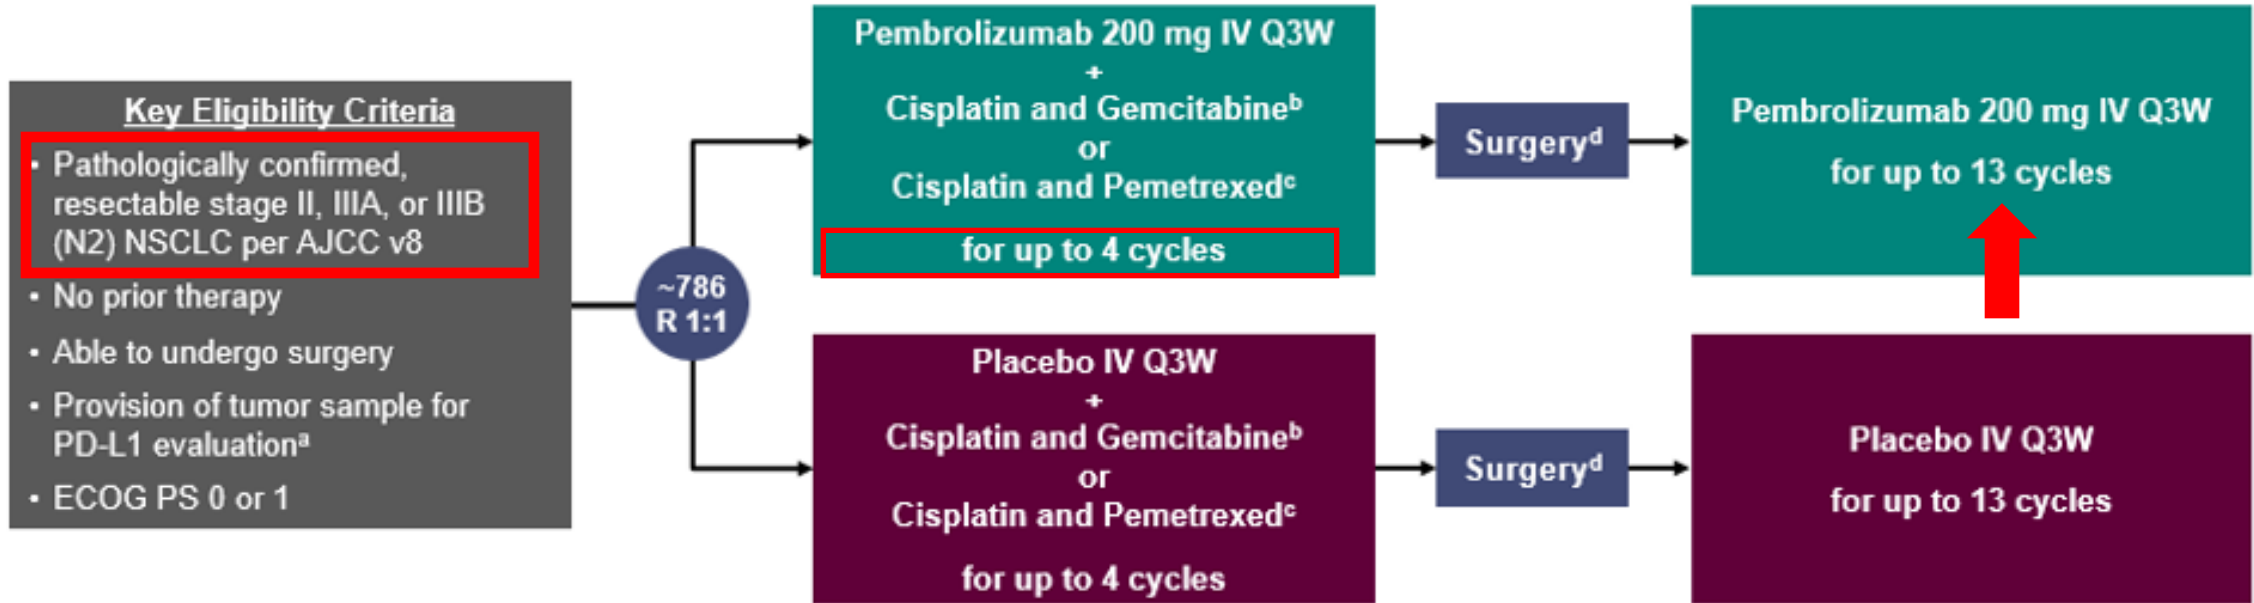 Key Eligibility Criteria
• Pathologically confirmed,
resectable stage II, IIIA, or IIIB
(N2) NSCLC per AJCC v8
• No prior therapy
• Able to undergo surgery
• Provision of tumor sample for
PD-L1 evaluationᵃ
• ECOG PS 0 or 1
~786
R 1:1
Pembrolizumab 200 mg IV Q3W
+
Cisplatin and Gemcitabineᵇ
or
Cisplatin and Pemetrexedᶜ
for up to 4 cycles
Surgeryᵈ
Pembrolizumab 200 mg IV Q3W
for up to 13 cycles
Placebo IV Q3W
+
Cisplatin and Gemcitabineᵇ
or
Cisplatin and Pemetrexedᶜ
for up to 4 cycles
Surgeryᵈ
Placebo IV Q3W
for up to 13 cycles